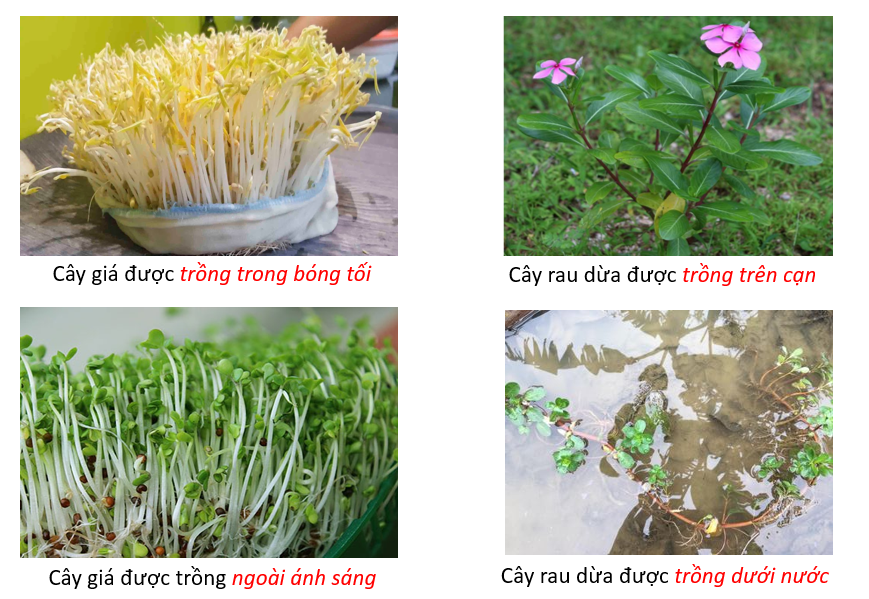 Cây giá được trồng trong bóng tối
Cây rau dừa được trồng trên cạn
Cây giá được trồng ngoài ánh sáng
Cây rau dừa được trồng dưới nước